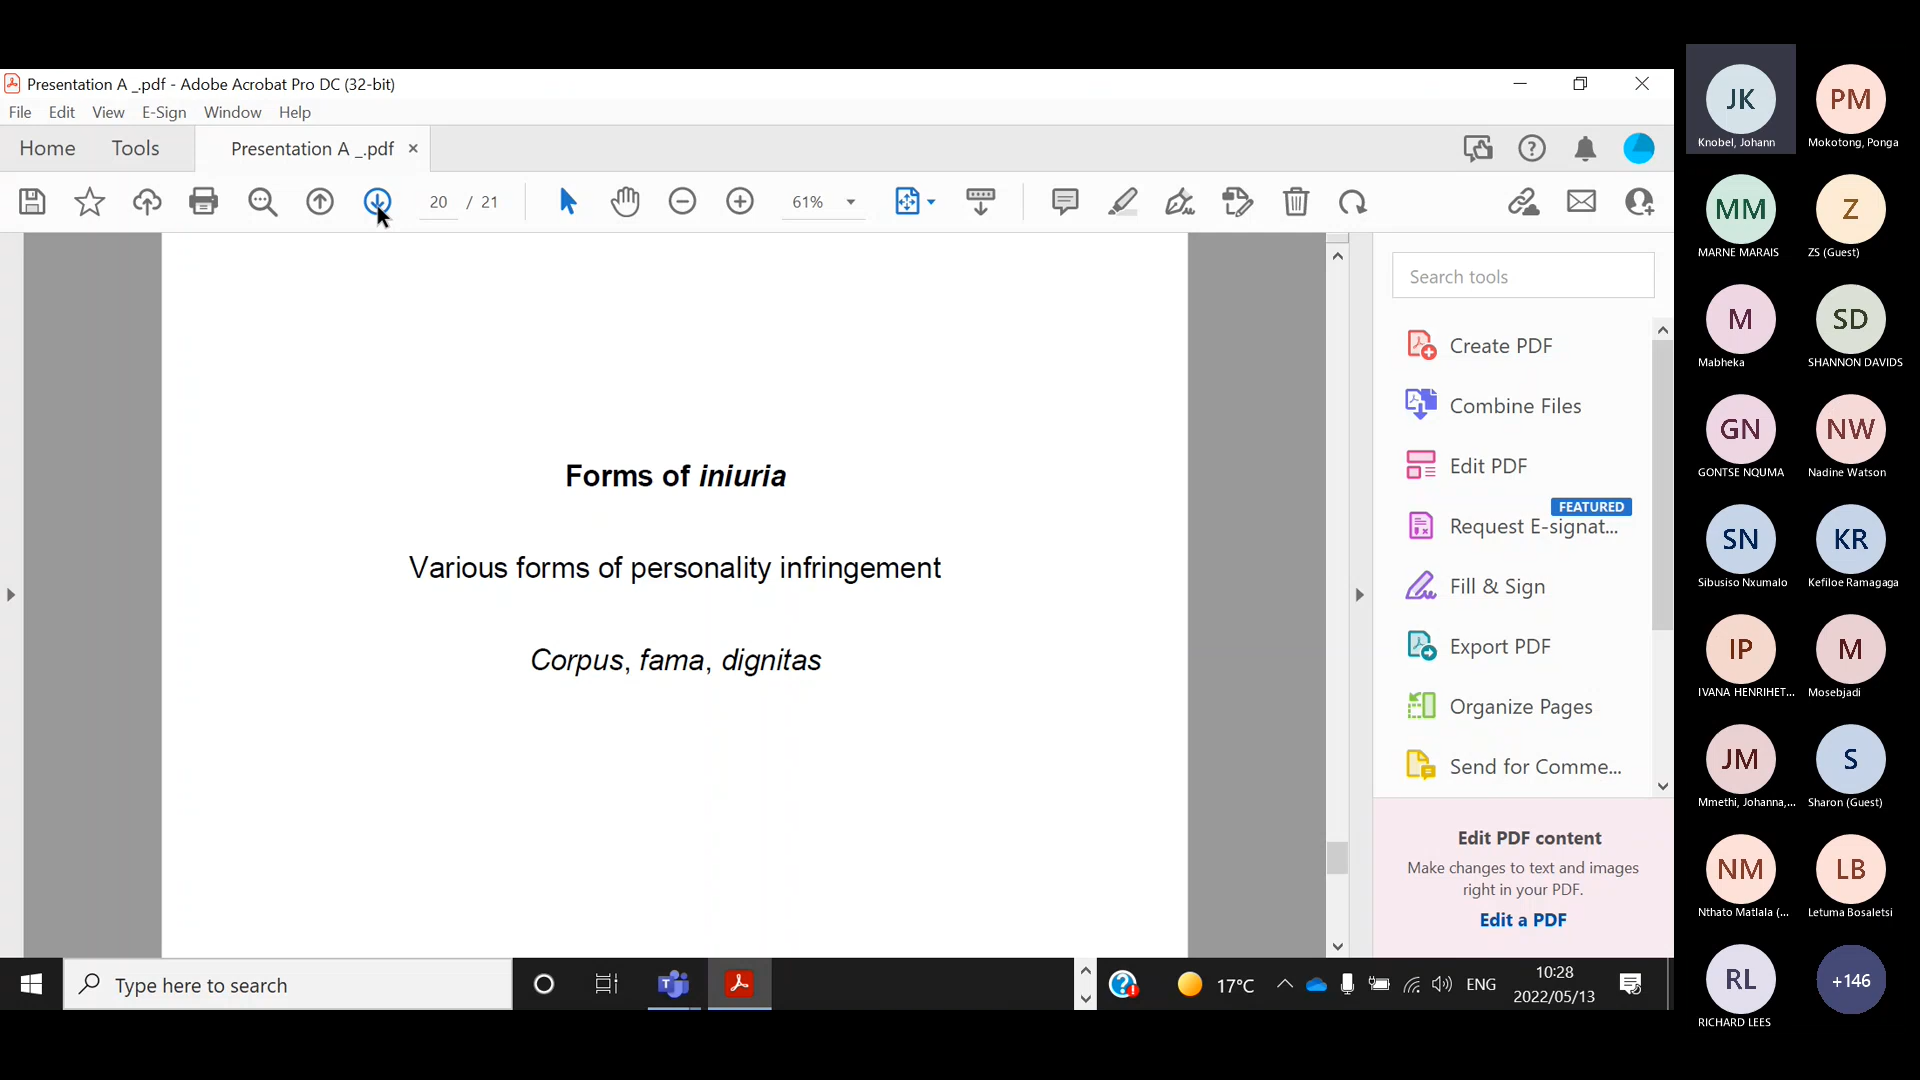 Presentation A _.pdf - Adobe Acrobat Pro DC (32-bit)
File Edit View E-Sign Window Help
Home Tools Presentation A _.pdf ×
20 / 21 61%
Forms of iniuria
Various forms of personality infringement
Corpus, fama, dignitas
Search tools
Create PDF
Combine Files
Edit PDF
FEATURED
Request E-signat...
Fill & Sign
Export PDF
Organize Pages
Send for Comme...
Edit PDF content
Make changes to text and images
right in your PDF.
Edit a PDF
Type here to search
17°C
ENG
10:28
2022/05/13
JK PM
Knobel, Johann Mokotong, Ponga
MM Z
MARNE MARAIS ZS (Guest)
M SD
Mabheka SHANNON DAVIDS
GN NW
GONTSE NQUMA Nadine Watson
SN KR
Sibusiso Nxumalo Kefiloe Ramagaga
IP M
IVANA HENRIHET... Mosebjadi
JM S
Mmethi, Johanna,... Sharon (Guest)
NM LB
Nthato Matlala (... Letuma Bosaletsi
RL +146
RICHARD LEES